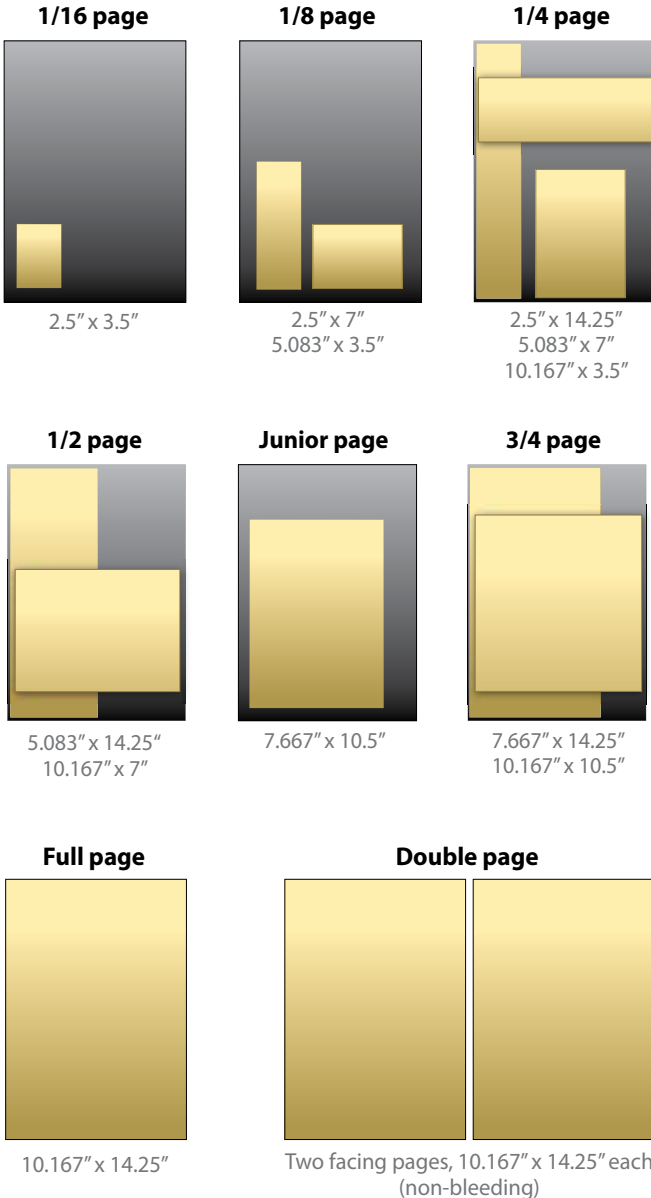 1/16 page
2.5” x 3.5”
1/8 page
2.5” x 7”
5.083” x 3.5”
1/4 page
2.5” x 14.25”
5.083” x 7”
10.167” x 3.5”
1/2 page
5.083” x 14.25“
10.167” x 7”
Junior page
7.667” x 10.5”
3/4 page
7.667” x 14.25”
10.167” x 10.5”
Full page
10.167” x 14.25”
Double page
Two facing pages, 10.167” x 14.25” each
(non-bleeding)